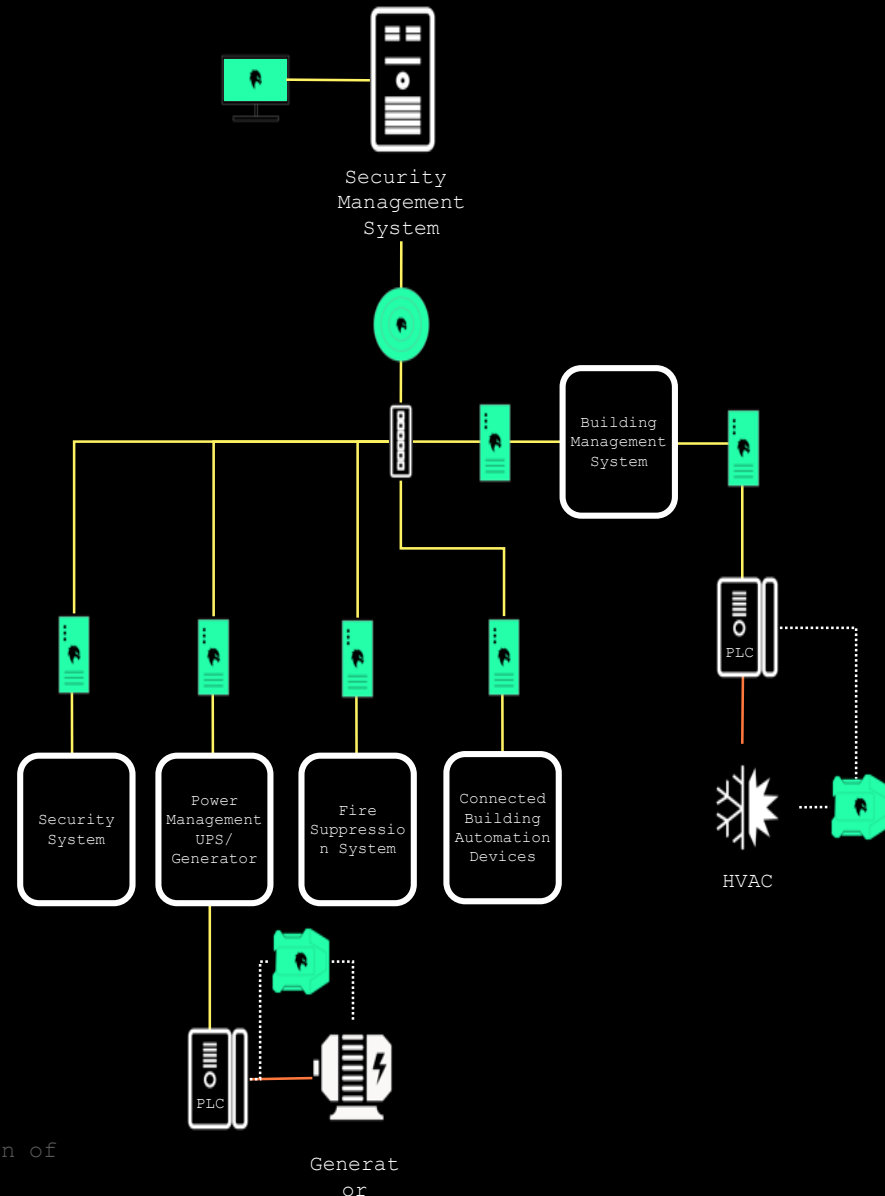 Security
Management
System
Building
Management
System
PLC
Security
System
Power
Management
UPS/
Generator
Fire
Suppressio
n System
Connected
Building
Automation
Devices
HVAC
PLC
n of
Generat
or